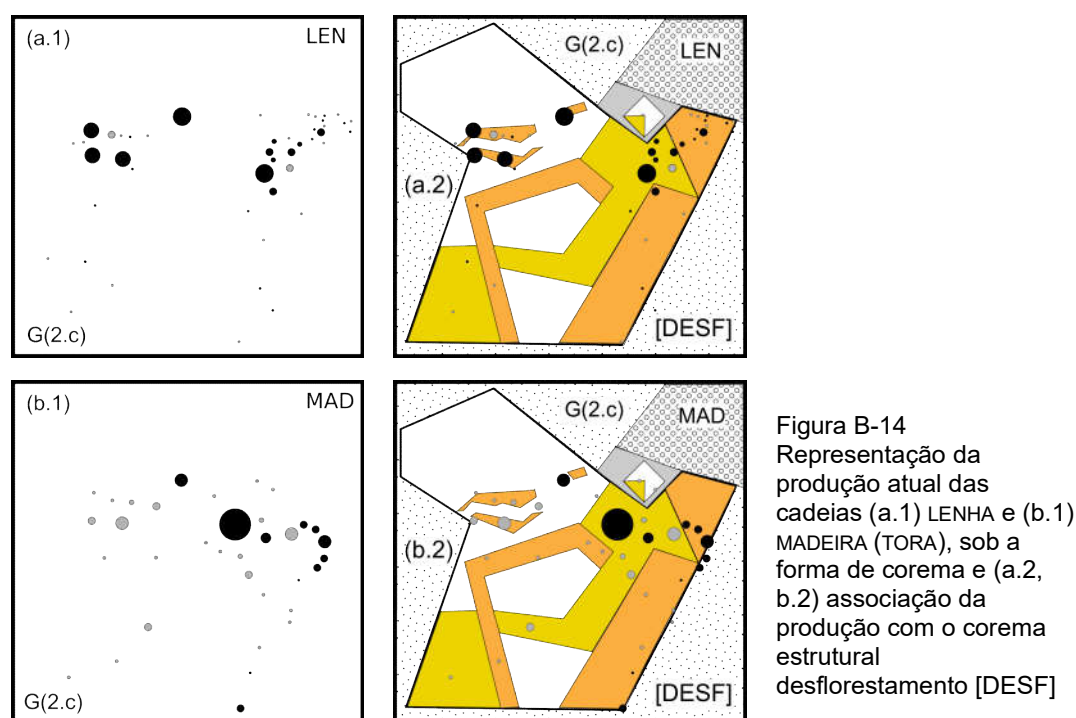 (a.1)
LEN
G(2.c)
G(2.c)
LEN
(a.2)
[DESF]
(b.1)
MAD
G(2.c)
G(2.c)
MAD
(b.2)
[DESF]
Figura B-14
Representação da
produção atual das
cadeias (a.1) LENHA e (b.1)
MADEIRA (TORA), sob a
forma de corema e (a.2,
b.2) associação da
produção com o corema
estrutural
desflorestamento [DESF]